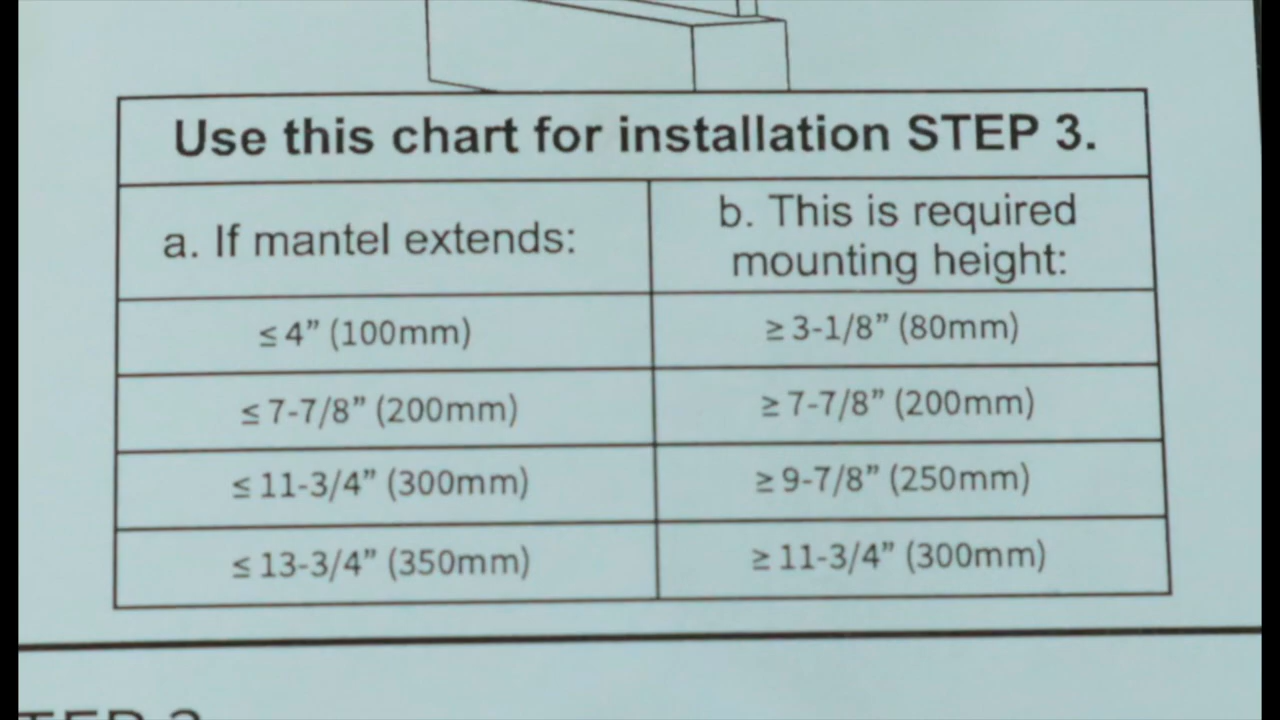 Use this chart for installation STEP 3.
a. If mantel extends:
b. This is required
mounting height:
≤ 4” (100mm)
≥ 3-1/8” (80mm)
≤ 7-7/8” (200mm)
≥ 7-7/8” (200mm)
≤ 11-3/4” (300mm)
≥ 9-7/8” (250mm)
≤ 13-3/4” (350mm)
≥ 11-3/4” (300mm)